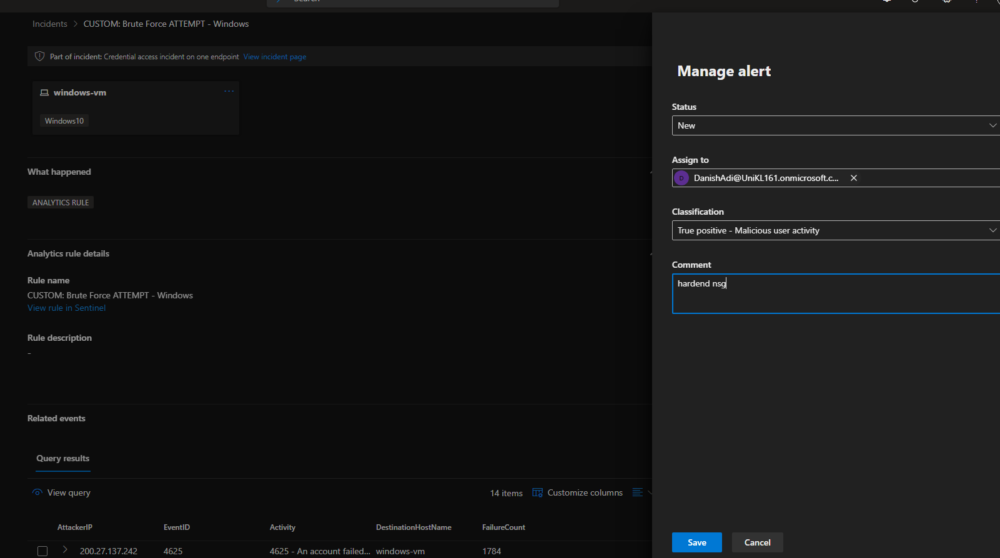 Search
Incidents > CUSTOM: Brute Force ATTEMPT - Windows
Part of incident: Credential access incident on one endpoint View incident page
windows-vm
Windows10
What happened
ANALYTICS RULE
Analytics rule details
Rule name
CUSTOM: Brute Force ATTEMPT - Windows
View rule in Sentinel
Rule description
-
Related events
Query results
View query
14 items
Customize columns
AttackerIP EventID Activity DestinationHostName FailureCount
200.27.137.242 4625 4625 - An account failed... windows-vm 1784
Manage alert
Status
New
Assign to
D DanishAdi@UniKL161.onmicrosoft.c...
Classification
True positive - Malicious user activity
Comment
hardend nsg
Save Cancel